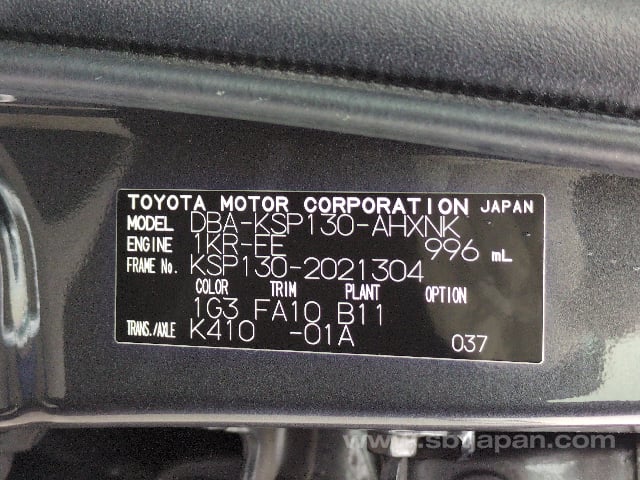 TOYOTA MOTOR CORPORATION JAPAN
MODEL DBA-KSP130-AHXNK
ENGINE 1KR-FE 996 mL
FRAME No. KSP130-2021304
COLOR TRIM PLANT OPTION
1G3 FA10 B11
TRANS./AXLE K410 -01A 037
www.sbtjapan.com